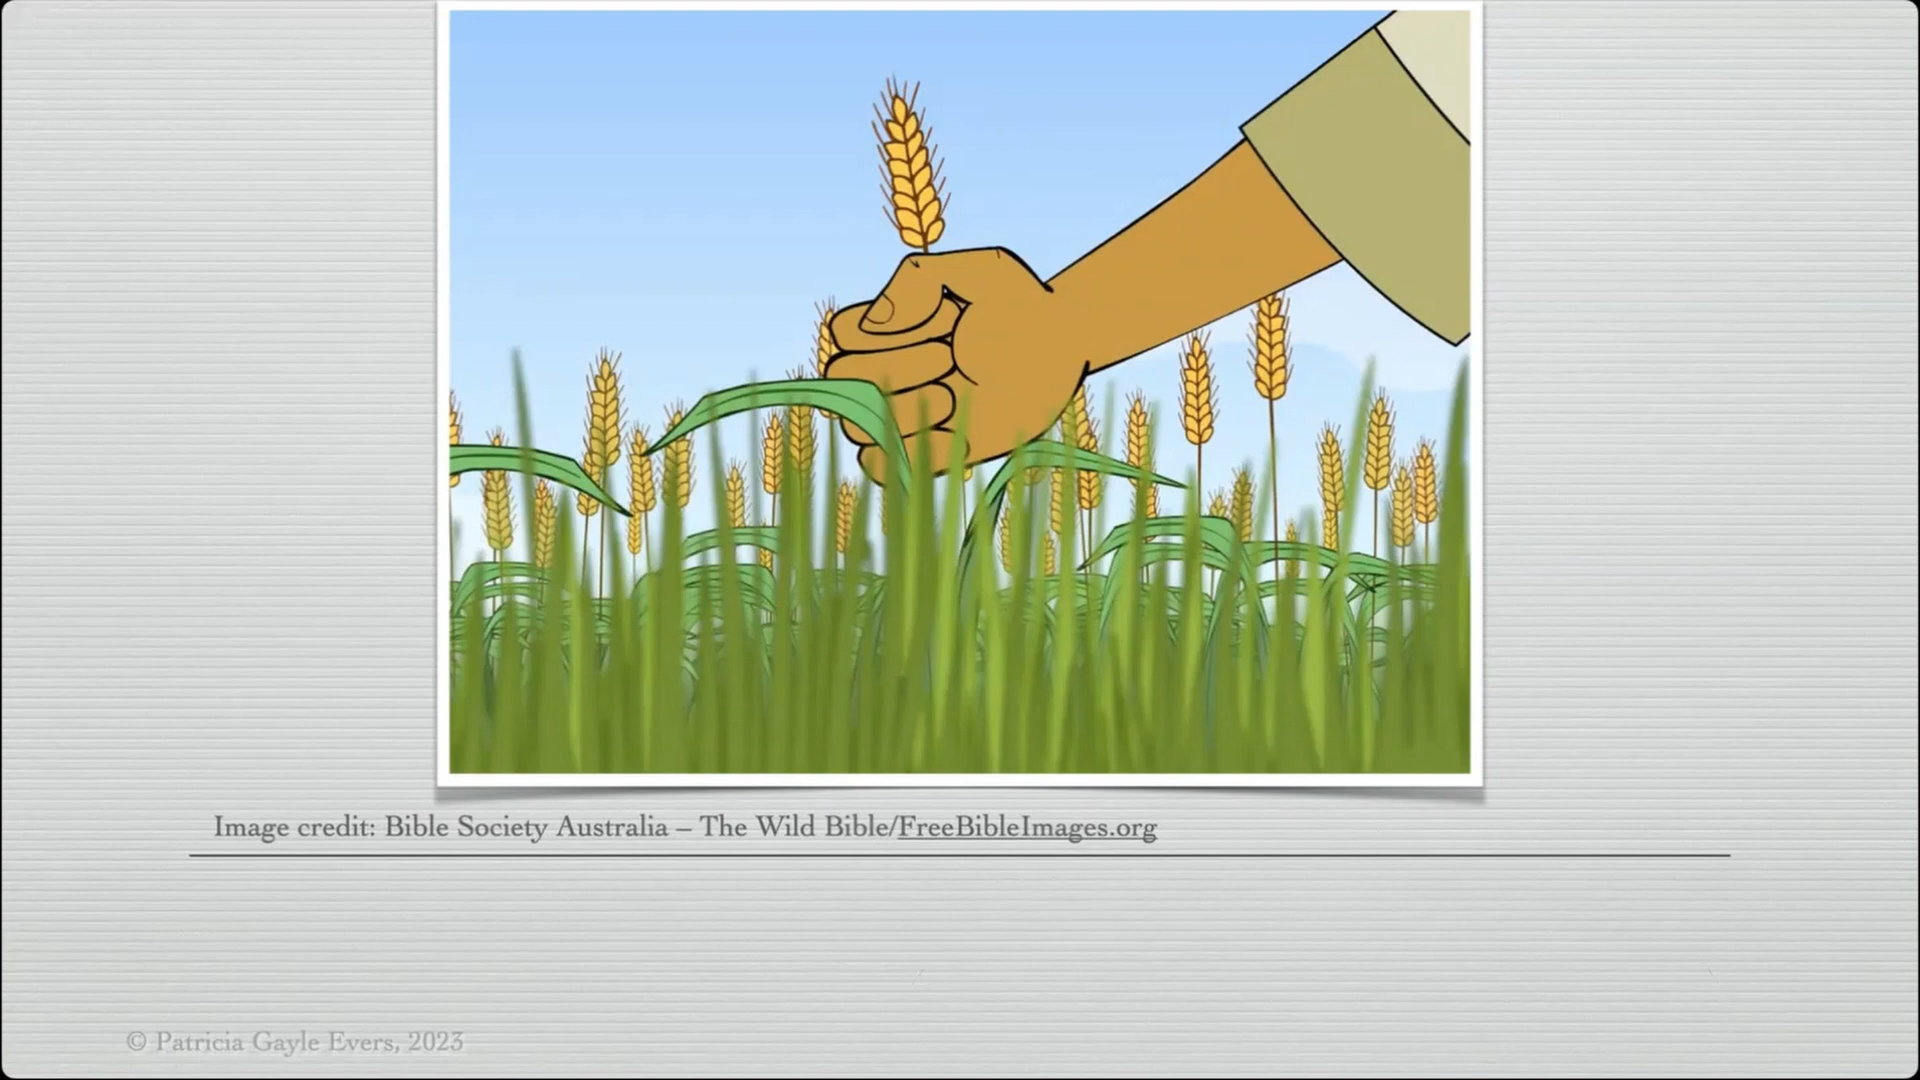 Image credit: Bible Society Australia – The Wild Bible/FreeBibleImages.org
© Patricia Gayle Evers, 2023